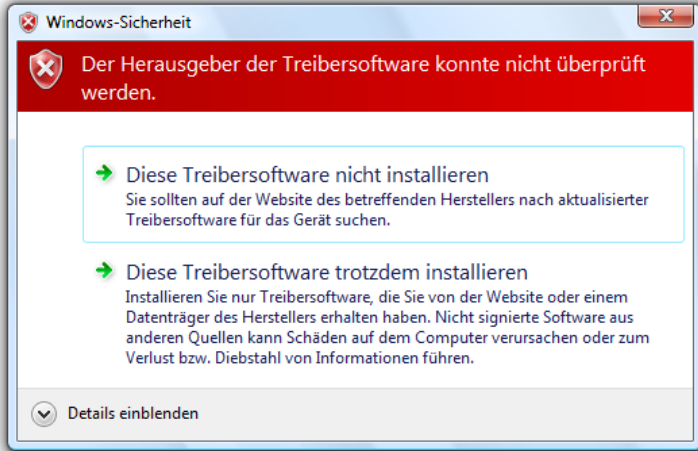 Windows-Sicherheit
Der Herausgeber der Treibersoftware konnte nicht überprüft
werden.
Diese Treibersoftware nicht installieren
Sie sollten auf der Website des betreffenden Herstellers nach aktualisierter
Treibersoftware für das Gerät suchen.
Diese Treibersoftware trotzdem installieren
Installieren Sie nur Treibersoftware, die Sie von der Website oder einem
Datenträger des Herstellers erhalten haben. Nicht signierte Software aus
anderen Quellen kann Schäden auf dem Computer verursachen oder zum
Verlust bzw. Diebstahl von Informationen führen.
Details einblenden